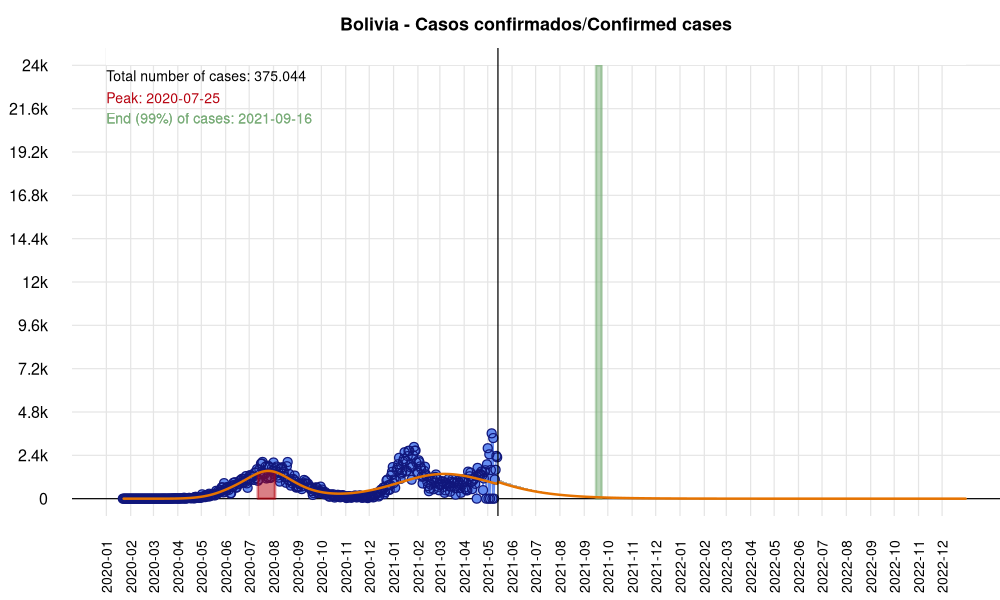 Bolivia - Casos confirmados/Confirmed cases
Total number of cases: 375.044
Peak: 2020-07-25
End (99%) of cases: 2021-09-16
24k
21.6k
19.2k
16.8k
14.4k
12k
9.6k
7.2k
4.8k
2.4k
0
2020-01
2020-02
2020-03
2020-04
2020-05
2020-06
2020-07
2020-08
2020-09
2020-10
2020-11
2020-12
2021-01
2021-02
2021-03
2021-04
2021-05
2021-06
2021-07
2021-08
2021-09
2021-10
2021-11
2021-12
2022-01
2022-02
2022-03
2022-04
2022-05
2022-06
2022-07
2022-08
2022-09
2022-10
2022-11
2022-12